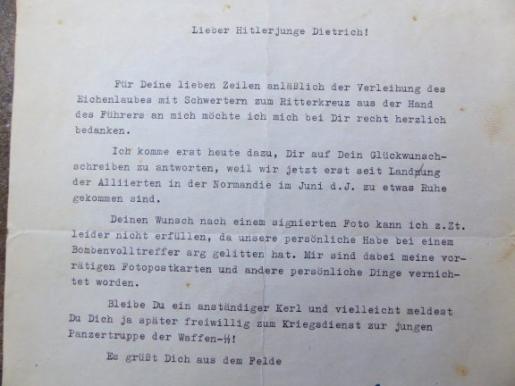 Lieber Hitlerjunge Dietrich!
Für Deine lieben Zeilen anläßlich der Verleihung des
Eichenlaubes mit Schwertern zum Ritterkreuz aus der Hand
des Führers an mich möchte ich mich bei Dir recht herzlich
bedanken.
Ich komme erst heute dazu, Dir auf Dein Glückwunsch-
schreiben zu antworten, weil wir jetzt erst seit Landung
der Alliierten in der Normandie im Juni d.J. zu etwas Ruhe
gekommen sind.
Deinen Wunsch nach einem signierten Foto kann ich z.Zt.
leider nicht erfüllen, da unsere persönliche Habe bei einem
Bombenvolltreffer arg gelitten hat. Mir sind dabei meine vor-
rätigen Fotopostkarten und andere persönliche Dinge vernich-
tet worden.
Bleibe Du ein anständiger Kerl und vielleicht meldest
Du Dich ja später freiwillig zum Kriegsdienst zur jungen
Panzertruppe der Waffen-ᛋᛋ!
Es grüßt Dich aus dem Felde